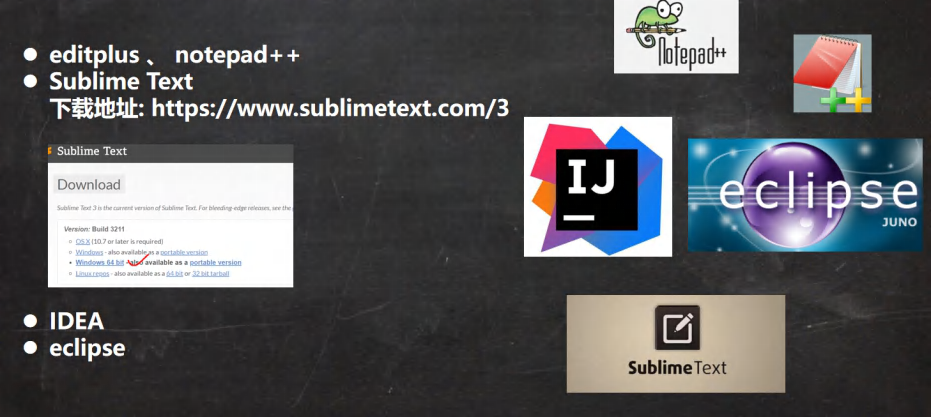 editplus 、 notepad++
Sublime Text
下载地址: https://www.sublimetext.com/3
Sublime Text
Download
Sublime Text 3 is the current version of Sublime Text. For bleeding-edge releases, see the
Version: Build 3211
OS X (10.7 or later is required)
Windows - also available as a portable version
Windows 64 bit - also available as a portable version
Linux repos - also available as a 64 bit or 32 bit tarball
IDEA
eclipse
Notepad++
IJ
eclipse
JUNO
Sublime Text